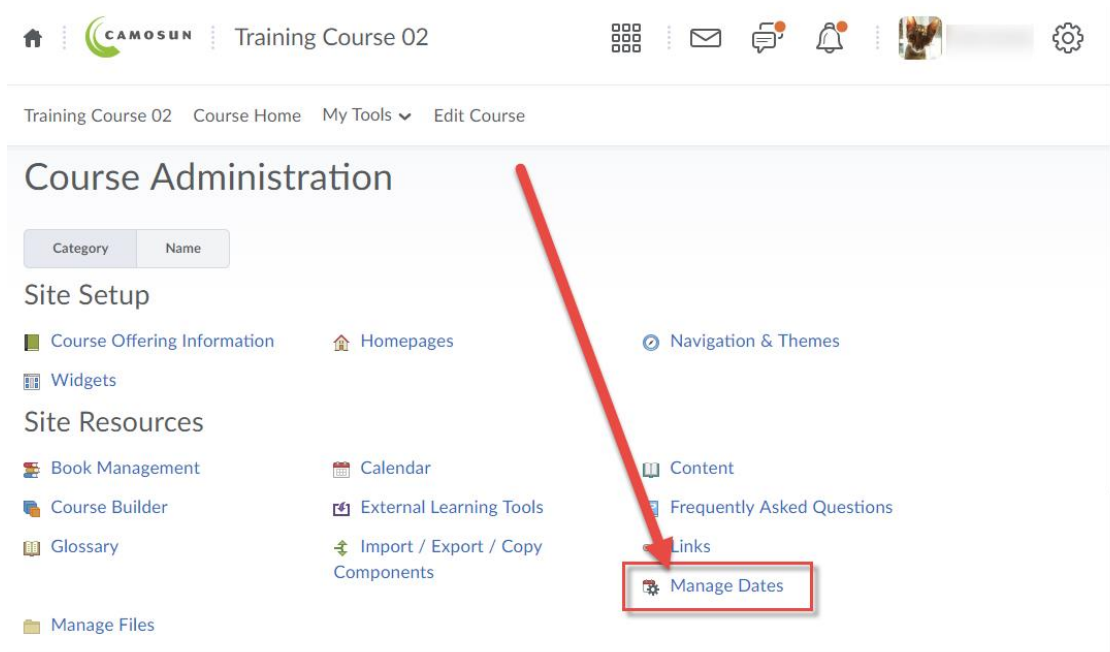 CAMOSUN Training Course 02
Training Course 02 Course Home My Tools Edit Course
Course Administration
Category Name
Site Setup
Course Offering Information Homepages Navigation & Themes
Widgets
Site Resources
Book Management Calendar Content
Course Builder External Learning Tools Frequently Asked Questions
Glossary Import / Export / Copy Components Links
Manage Dates
Manage Files